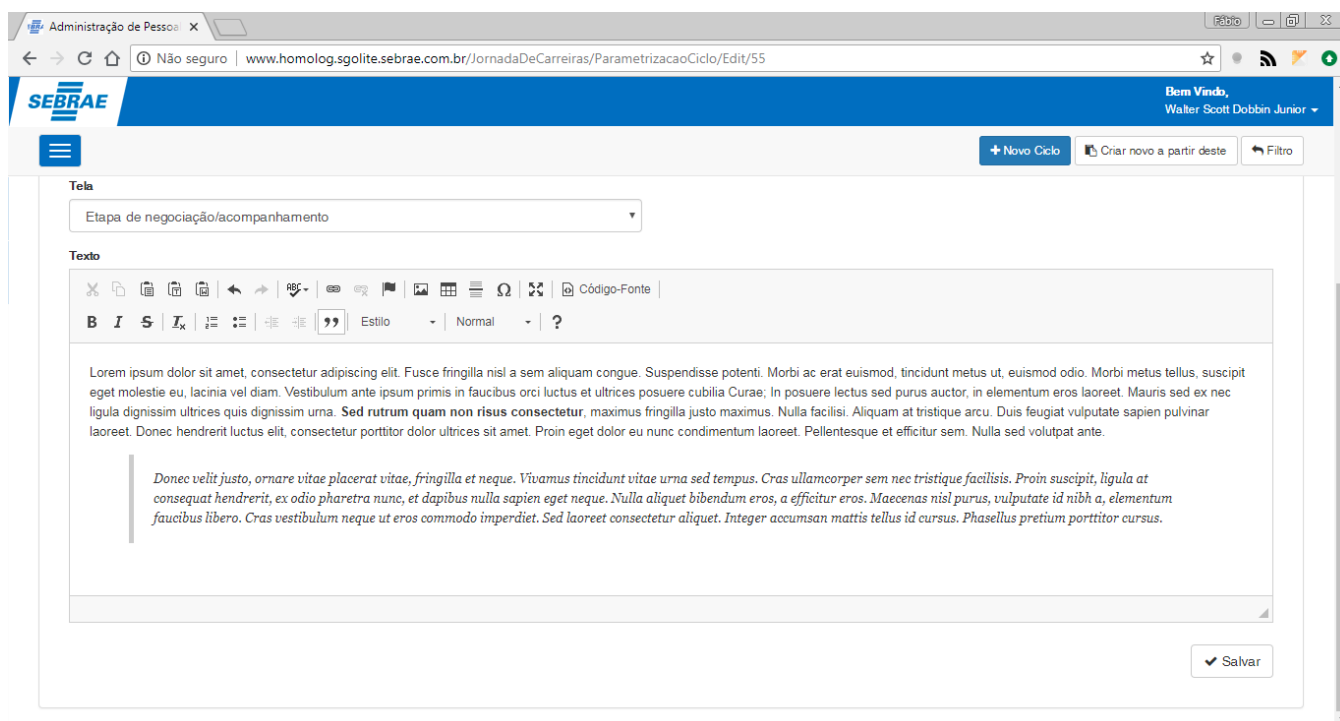 Administração de Pessoa
Fábio
Não seguro | www.homolog.sgolite.sebrae.com.br/JornadaDeCarreiras/ParametrizacaoCiclo/Edit/55
SEBRAE
Bem Vindo,
Walter Scott Dobbin Junior
+ Novo Ciclo
Criar novo a partir deste
Filtro
Tela
Etapa de negociação/acompanhamento
Texto
ABC
Ω
Código-Fonte
B I S Ix
Estilo
Normal
?
Lorem ipsum dolor sit amet, consectetur adipiscing elit. Fusce fringilla nisl a sem aliquam congue. Suspendisse potenti. Morbi ac erat euismod, tincidunt metus ut, euismod odio. Morbi metus tellus, suscipit
eget molestie eu, lacinia vel diam. Vestibulum ante ipsum primis in faucibus orci luctus et ultrices posuere cubilia Curae; In posuere lectus sed purus auctor, in elementum eros laoreet. Mauris sed ex nec
ligula dignissim ultrices quis dignissim urna. Sed rutrum quam non risus consectetur, maximus fringilla justo maximus. Nulla facilisi. Aliquam at tristique arcu. Duis feugiat vulputate sapien pulvinar
laoreet. Donec hendrerit luctus elit, consectetur porttitor dolor ultrices sit amet. Proin eget dolor eu nunc condimentum laoreet. Pellentesque et efficitur sem. Nulla sed volutpat ante.
Donec velit justo, ornare vitae placerat vitae, fringilla et neque. Vivamus tincidunt vitae urna sed tempus. Cras ullamcorper sem nec tristique facilisis. Proin suscipit, ligula at
consequat hendrerit, ex odio pharetra nunc, et dapibus nulla sapien eget neque. Nulla aliquet bibendum eros, a efficitur eros. Maecenas nisl purus, vulputate id nibh a, elementum
faucibus libero. Cras vestibulum neque ut eros commodo imperdiet. Sed laoreet consectetur aliquet. Integer accumsan mattis tellus id cursus. Phasellus pretium porttitor cursus.
Salvar